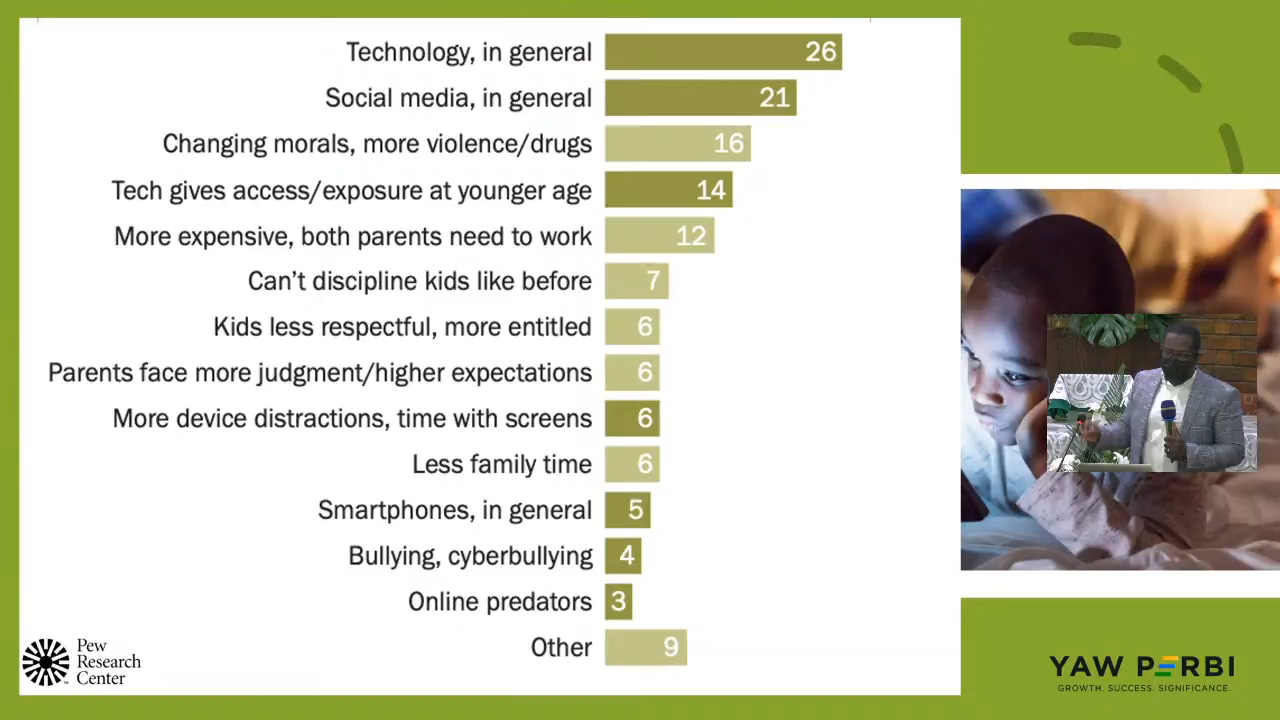 Technology, in general 26
Social media, in general 21
Changing morals, more violence/drugs 16
Tech gives access/exposure at younger age 14
More expensive, both parents need to work 12
Can’t discipline kids like before 7
Kids less respectful, more entitled 6
Parents face more judgment/higher expectations 6
More device distractions, time with screens 6
Less family time 6
Smartphones, in general 5
Bullying, cyberbullying 4
Online predators 3
Other 9
Pew
Research
Center
YAW PERBI
GROWTH. SUCCESS. SIGNIFICANCE.